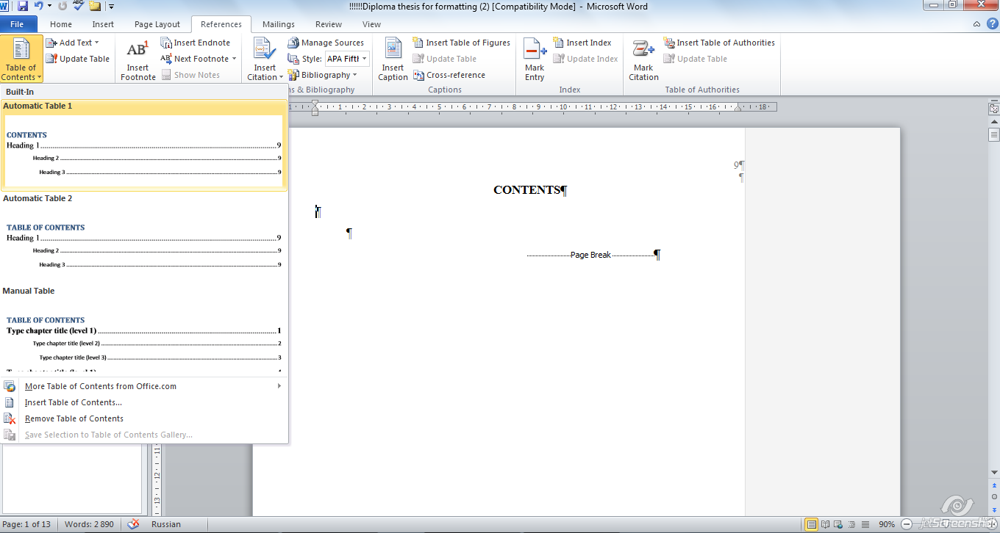 !!!!!!Diploma thesis for formatting (2) [Compatibility Mode] - Microsoft Word
File Home Insert Page Layout References Mailings Review View
Table of Contents
Add Text
Update Table
AB1
Insert Footnote
Insert Endnote
AB1 Next Footnote
Show Notes
Insert Citation
Manage Sources
Style: APA Fifth
Bibliography
ns & Bibliography
Insert Caption
Insert Table of Figures
Update Table
Cross-reference
Captions
Mark Entry
Insert Index
Update Index
Index
Mark Citation
Insert Table of Authorities
Update Table
Table of Authorities
Built-In
Automatic Table 1
CONTENTS
Heading 1 9
Heading 2 9
Heading 3 9
Automatic Table 2
TABLE OF CONTENTS
Heading 1 9
Heading 2 9
Heading 3 9
Manual Table
TABLE OF CONTENTS
Type chapter title (level 1) 1
Type chapter title (level 2) 2
Type chapter title (level 3) 3
More Table of Contents from Office.com
Insert Table of Contents...
Remove Table of Contents
Save Selection to Table of Contents Gallery...
1 1 2 3 4 5 6 7 8 9 10 11 12 13 14 15 16 18
9¶
¶
CONTENTS¶
¶
¶
Page Break ¶
11
12
13
Page: 1 of 13 Words: 2 890 Russian 90%